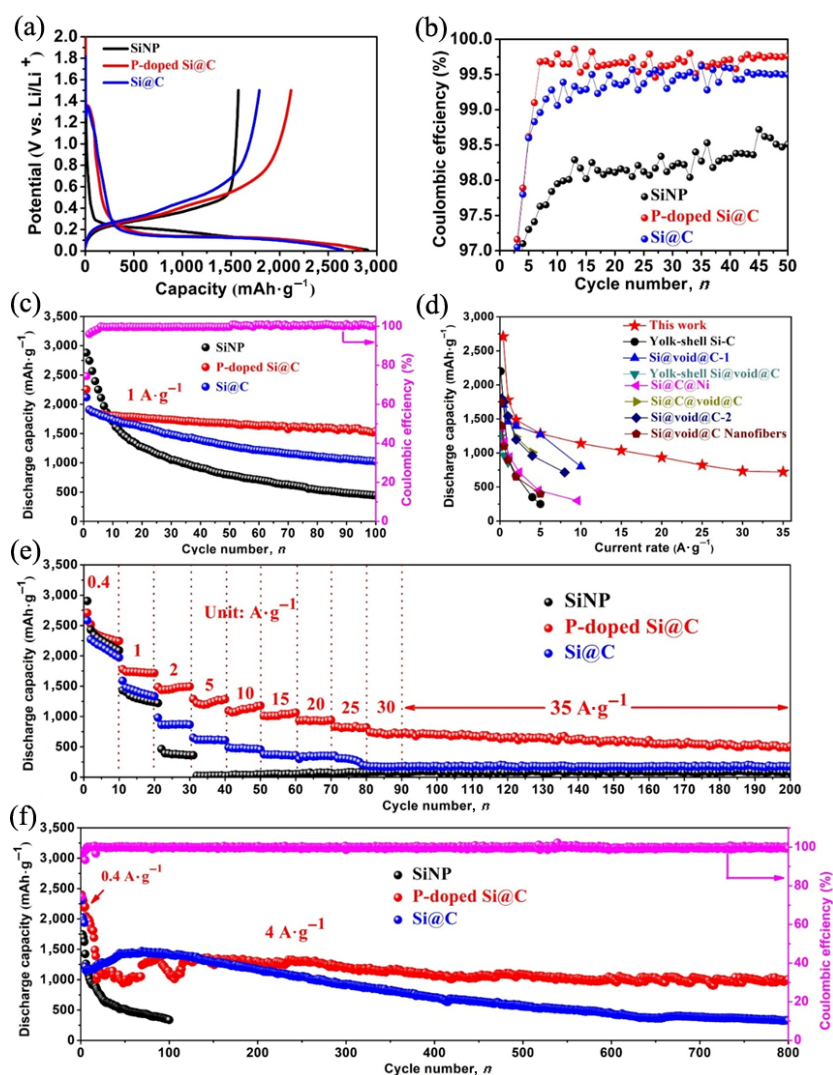 (a)
SiNP
P-doped Si@C
Si@C
Potential (V vs. Li/Li⁺)
2.0
1.8
1.6
1.4
1.2
1.0
0.8
0.6
0.4
0.2
0.0
0 500 1,000 1,500 2,000 2,500 3,000
Capacity (mAh·g⁻¹)
(b)
Coulombic effciency (%)
100.0
99.5
99.0
98.5
98.0
97.5
97.0
SiNP
P-doped Si@C
Si@C
0 5 10 15 20 25 30 35 40 45 50
Cycle number, n
(c)
Discharge capacity (mAh·g⁻¹)
3,500
3,000
2,500
2,000
1,500
1,000
500
0
SiNP
P-doped Si@C
Si@C
1 A·g⁻¹
100
80
60
40
20
0
Coulombic effciency (%)
0 10 20 30 40 50 60 70 80 90 100
Cycle number, n
(d)
Discharge capacity (mAh·g⁻¹)
3,000
2,500
2,000
1,500
1,000
500
0
This work
Yolk-shell Si-C
Si@void@C-1
Yolk-shell Si@void@C
Si@C@Ni
Si@C@void@C
Si@void@C-2
Si@void@C Nanofibers
0 5 10 15 20 25 30 35
Current rate (A·g⁻¹)
(e)
Discharge capacity (mAh·g⁻¹)
3,500
3,000
2,500
2,000
1,500
1,000
500
0
0.4
Unit: A·g⁻¹
SiNP
P-doped Si@C
Si@C
1
2
5
10
15
20
25
30
35 A·g⁻¹
0 10 20 30 40 50 60 70 80 90 100 110 120 130 140 150 160 170 180 190 200
Cycle number, n
(f)
Discharge capacity (mAh·g⁻¹)
3,500
3,000
2,500
2,000
1,500
1,000
500
0
0.4 A·g⁻¹
SiNP
P-doped Si@C
Si@C
4 A·g⁻¹
100
80
60
40
20
0
Coulombic effciency (%)
0 100 200 300 400 500 600 700 800
Cycle number, n